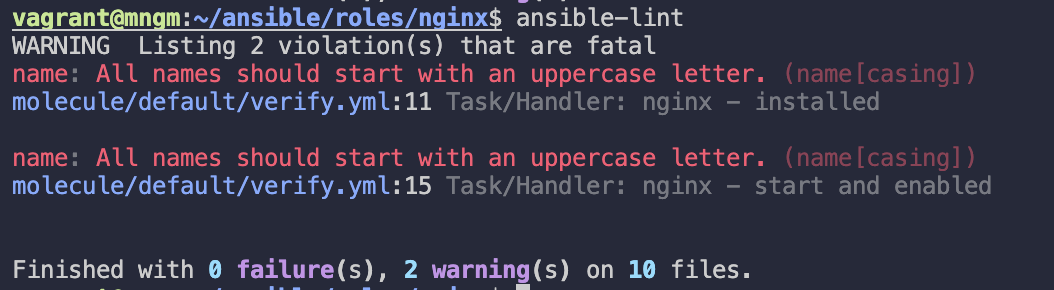 vagrant@mngm:~/ansible/roles/nginx$ ansible-lint
WARNING  Listing 2 violation(s) that are fatal
name: All names should start with an uppercase letter. (name[casing])
molecule/default/verify.yml:11 Task/Handler: nginx - installed
name: All names should start with an uppercase letter. (name[casing])
molecule/default/verify.yml:15 Task/Handler: nginx - start and enabled
Finished with 0 failure(s), 2 warning(s) on 10 files.